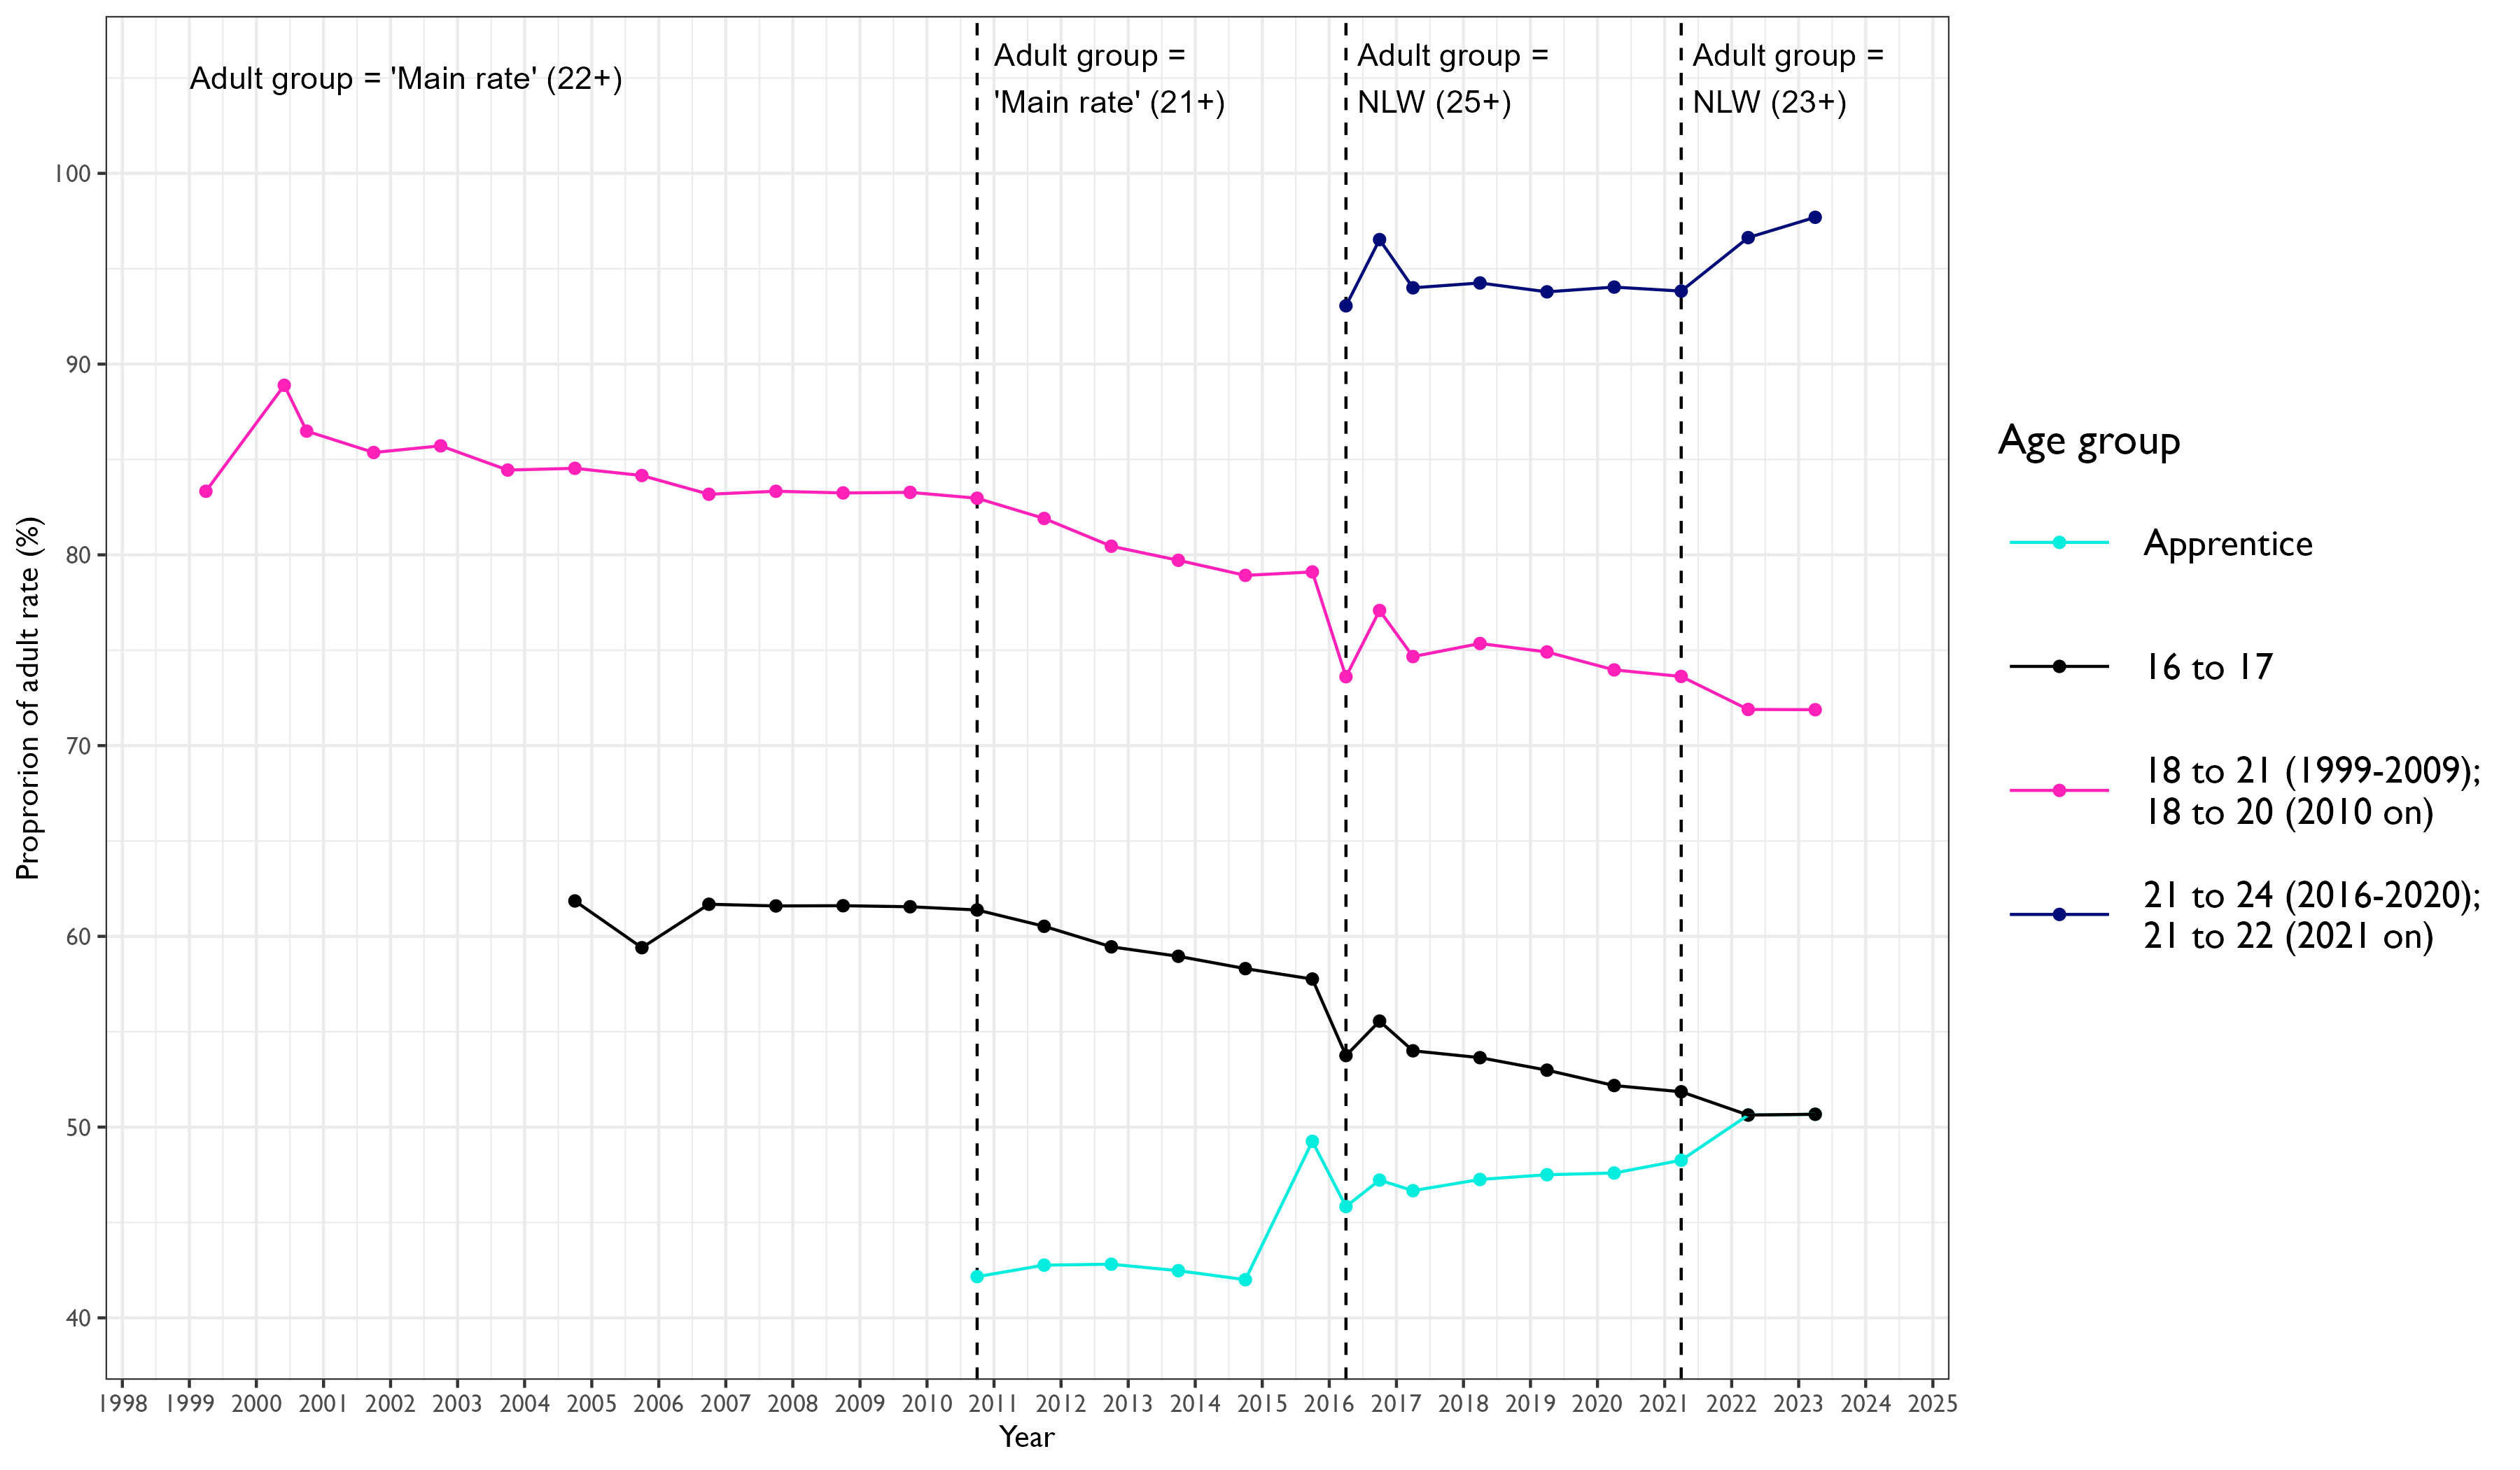 Adult group = 'Main rate' (22+)
Adult group =
'Main rate' (21+)
Adult group =
NLW (25+)
Adult group =
NLW (23+)
100
90
80
70
60
50
40
Proprorion of adult rate (%)
1998 1999 2000 2001 2002 2003 2004 2005 2006 2007 2008 2009 2010 2011 2012 2013 2014 2015 2016 2017 2018 2019 2020 2021 2022 2023 2024 2025
Year
Age group
Apprentice
16 to 17
18 to 21 (1999-2009);
18 to 20 (2010 on)
21 to 24 (2016-2020);
21 to 22 (2021 on)